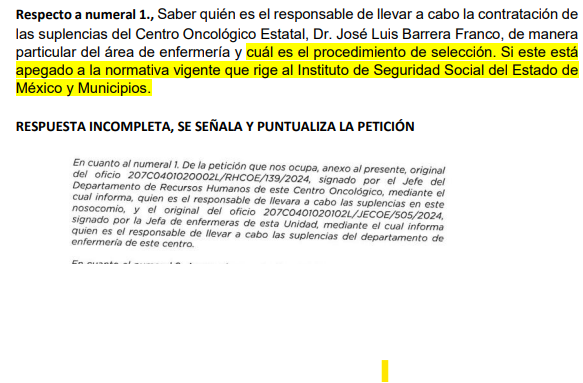 Respecto a numeral 1., Saber quién es el responsable de llevar a cabo la contratación de
las suplencias del Centro Oncológico Estatal, Dr. José Luis Barrera Franco, de manera
particular del área de enfermería y cuál es el procedimiento de selección. Si este está
apegado a la normativa vigente que rige al Instituto de Seguridad Social del Estado de
México y Municipios.
RESPUESTA INCOMPLETA, SE SEÑALA Y PUNTUALIZA LA PETICIÓN
En cuanto al numeral 1. De la petición que nos ocupa, anexo al presente, original
del oficio 207C0401020002L/RHCOE/139/2024, signado por el Jefe del
Departamento de Recursos Humanos de este Centro Oncológico, mediante el
cual informa, quien es el responsable de llevara a cabo las suplencias en este
nosocomio, y el original del oficio 207C0401020102L/JECOE/505/2024,
signado por la Jefa de enfermeras de esta Unidad, mediante el cual informa
quien es el responsable de llevar a cabo las suplencias del departamento de
enfermería de este centro.